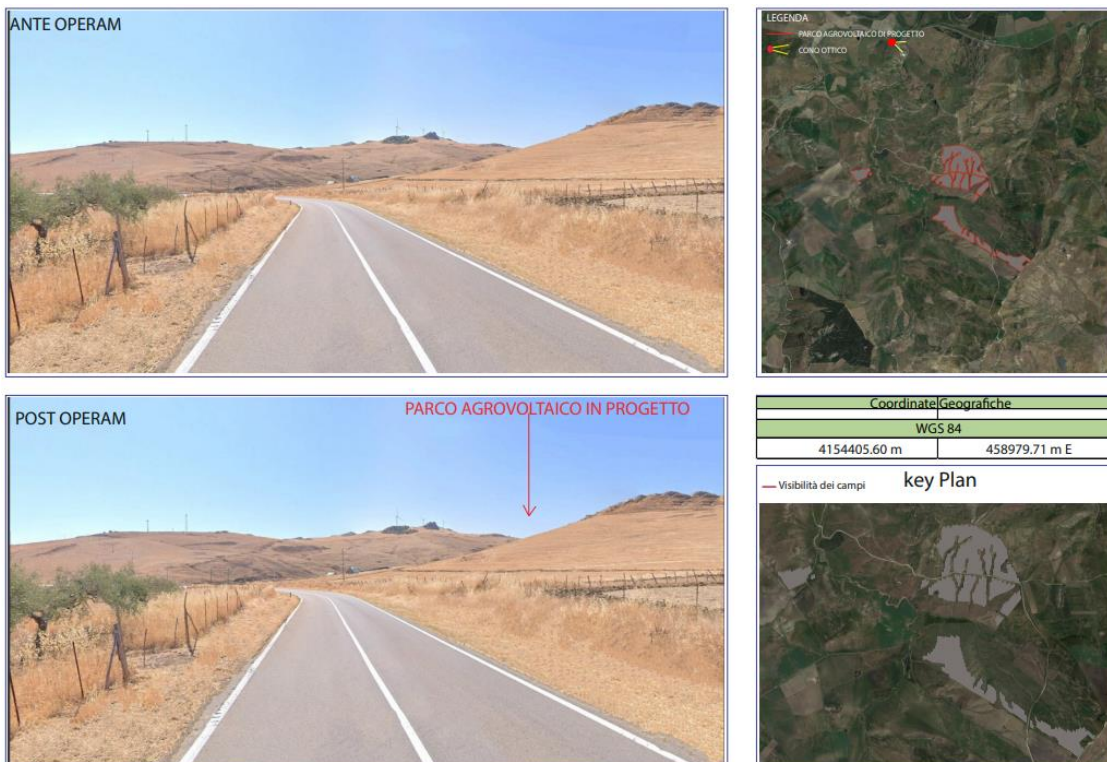 ANTE OPERAM
LEGENDA
PARCO AGROVOLTAICO DI PROGETTO
CONO OTTICO
POST OPERAM
PARCO AGROVOLTAICO IN PROGETTO
Coordinate Geografiche
WGS 84
4154405.60 m 458979.71 m E
Visibilità dei campi
key Plan